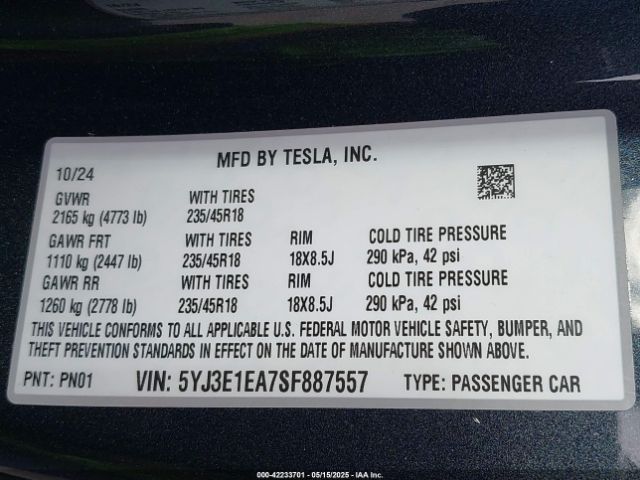 MFD BY TESLA, INC.
10/24
GVWR WITH TIRES
2165 kg (4773 lb) 235/45R18
GAWR FRT WITH TIRES RIM COLD TIRE PRESSURE
1110 kg (2447 lb) 235/45R18 18X8.5J 290 kPa, 42 psi
GAWR RR WITH TIRES RIM COLD TIRE PRESSURE
1260 kg (2778 lb) 235/45R18 18X8.5J 290 kPa, 42 psi
THIS VEHICLE CONFORMS TO ALL APPLICABLE U.S. FEDERAL MOTOR VEHICLE SAFETY, BUMPER, AND
THEFT PREVENTION STANDARDS IN EFFECT ON THE DATE OF MANUFACTURE SHOWN ABOVE.
PNT: PN01 VIN: 5YJ3E1EA7SF887557 TYPE: PASSENGER CAR
000-42233701 - 05/15/2025 - IAA Inc.